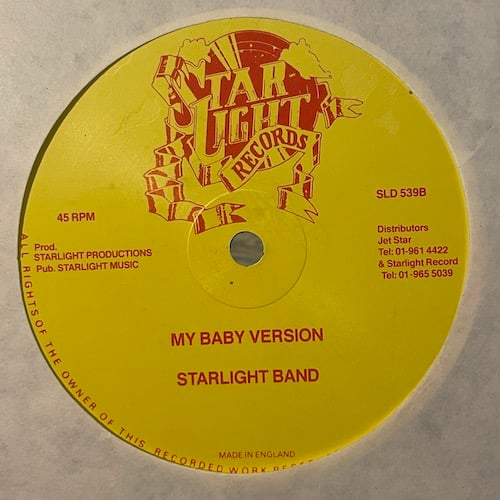 STAR
LIGHT
RECORDS
45 RPM
SLD 539B
Prod.
STARLIGHT PRODUCTIONS
Pub. STARLIGHT MUSIC
Distributors
Jet Star
Tel: 01-961 4422
& Starlight Record
Tel: 01-965 5039
MY BABY VERSION
STARLIGHT BAND
MADE IN ENGLAND
ALL RIGHTS OF THE OWNER OF THIS RECORDED WORK